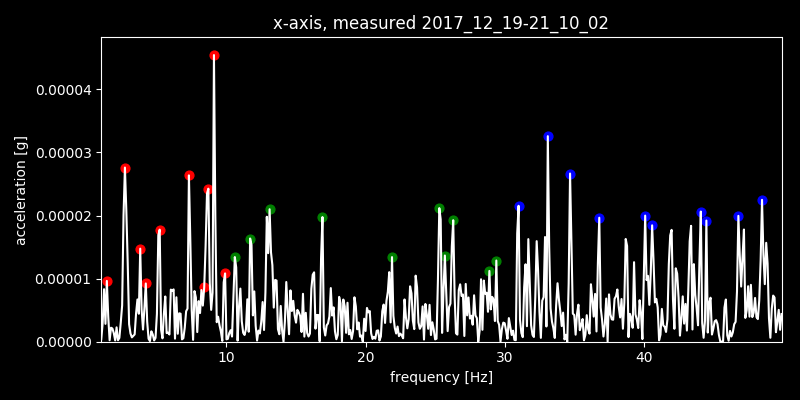 x-axis, measured 2017_12_19-21_10_02
acceleration [g]
0.00004
0.00003
0.00002
0.00001
0.00000
10 20 30 40
frequency [Hz]